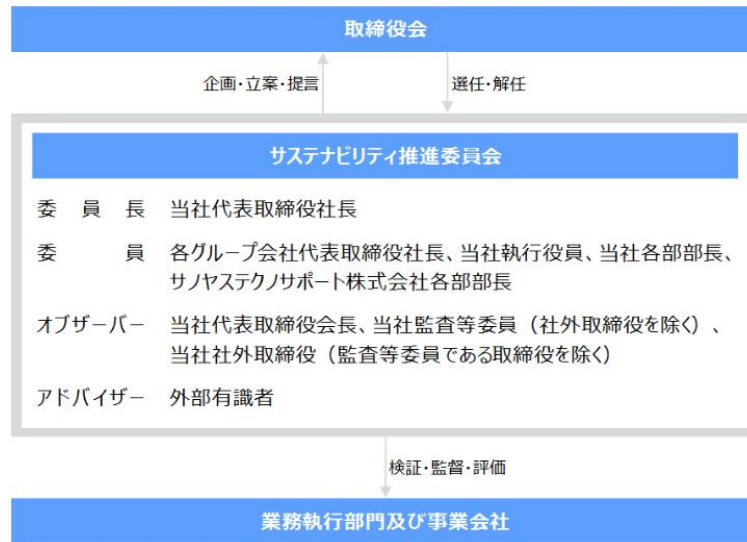 取締役会
企画・立案・提言 選任・解任
サステナビリティ推進委員会
委員長 当社代表取締役社長
委員 各グループ会社代表取締役社長、当社執行役員、当社各部部長、
サノヤステクノサポート株式会社各部部長
オブザーバー 当社代表取締役会長、当社監査等委員（社外取締役を除く）、
当社社外取締役（監査等委員である取締役を除く）
アドバイザー 外部有識者
検証・監督・評価
業務執行部門及び事業会社